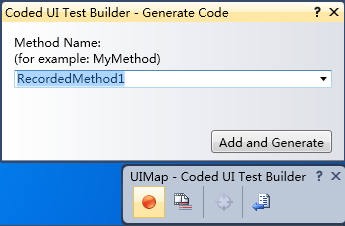 Coded UI Test Builder - Generate Code ? ×
Method Name:
(for example: MyMethod)
RecordedMethod1
Add and Generate
UIMap - Coded UI Test Builder ? ×